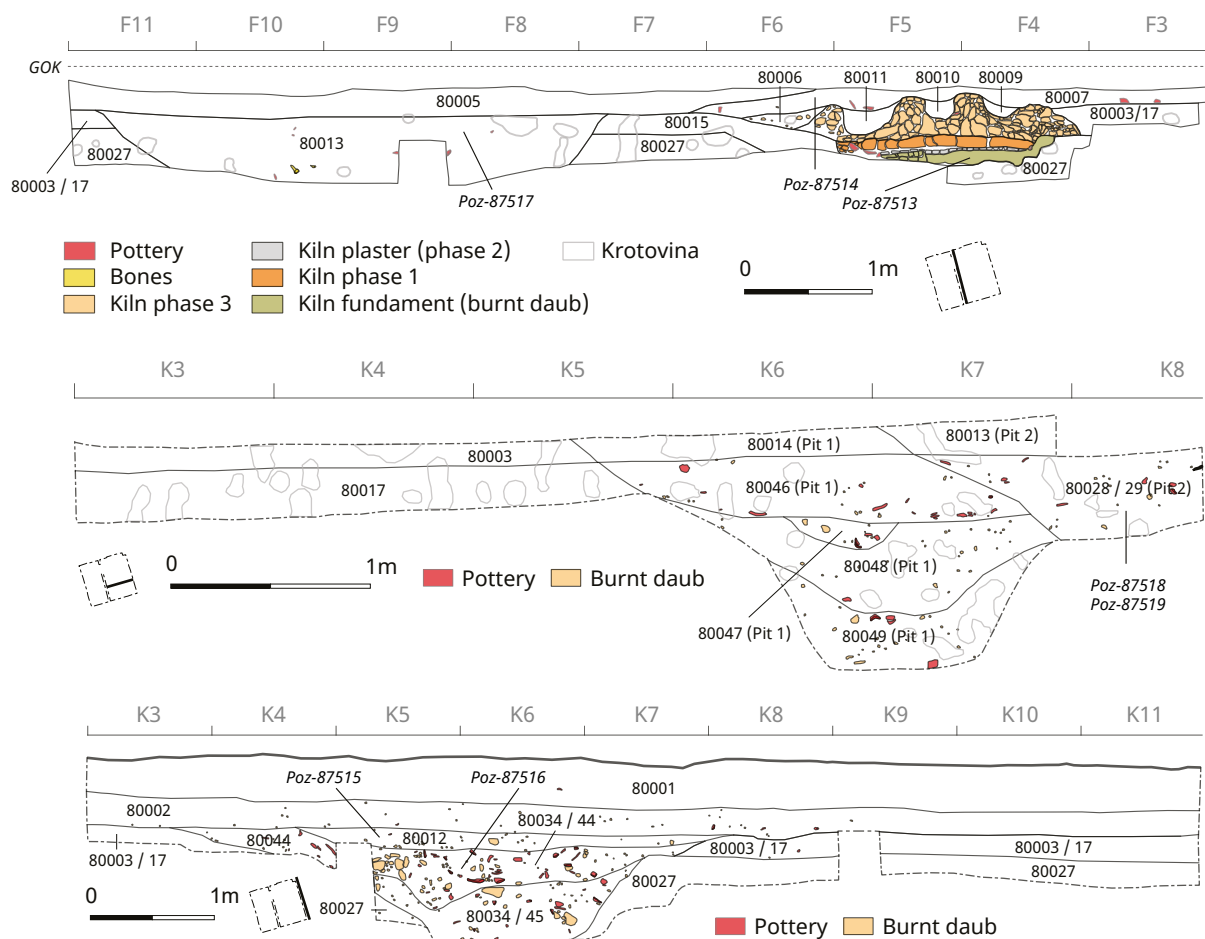 F11 F10 F9 F8 F7 F6 F5 F4 F3
GOK
80006 80011 80010 80009
80005 80007
80015 80003/17
80013
80027 80027 80027
80003 / 17
Poz-87517
Poz-87514
Poz-87513
Pottery Kiln plaster (phase 2) Krotovina
Bones Kiln phase 1
Kiln phase 3 Kiln fundament (burnt daub)
0 1m
K3 K4 K5 K6 K7 K8
80003 80014 (Pit 1) 80013 (Pit 2)
80017 80046 (Pit 1) 80028 / 29 (Pit 2)
80048 (Pit 1)
0 1m
Pottery Burnt daub
Poz-87518
Poz-87519
80047 (Pit 1) 80049 (Pit 1)
K3 K4 K5 K6 K7 K8 K9 K10 K11
Poz-87515 Poz-87516
80001
80002 80034 / 44
80044 80012
80003 / 17 80003 / 17 80003 / 17
80027 80027
0 1m
80027 80034 / 45
Pottery Burnt daub